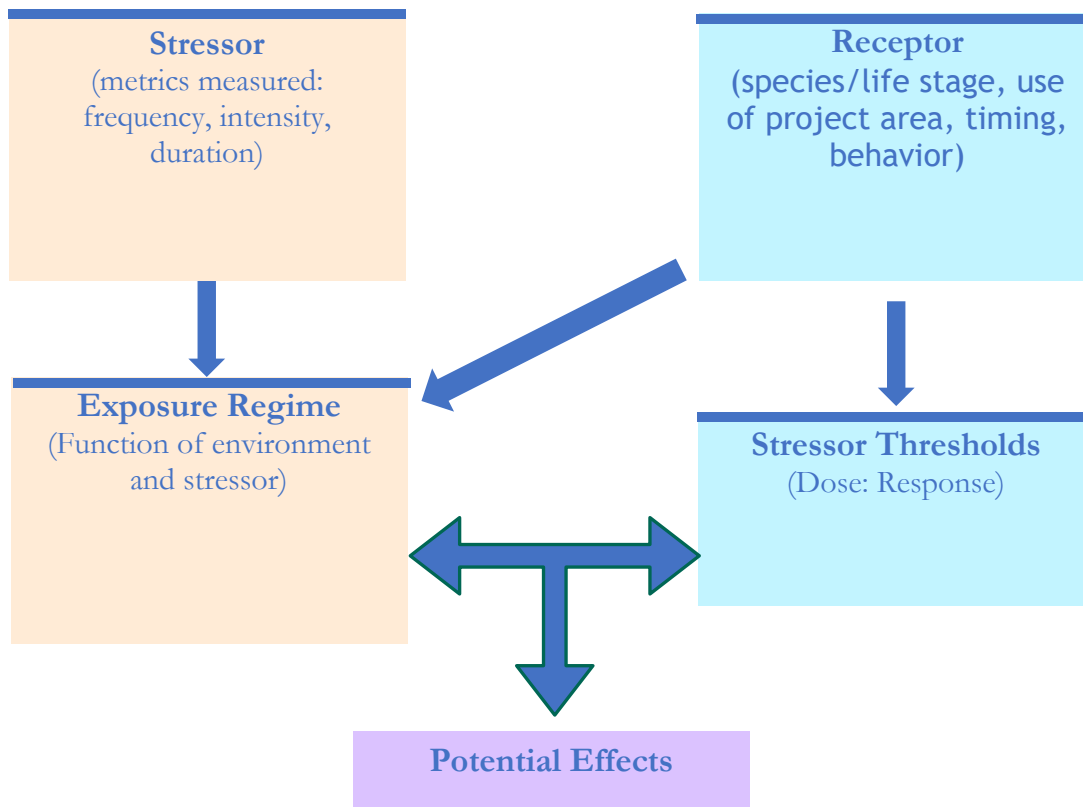 Stressor
(metrics measured:
frequency, intensity,
duration)
Receptor
(species/life stage, use
of project area, timing,
behavior)
Exposure Regime
(Function of environment
and stressor)
Stressor Thresholds
(Dose: Response)
Potential Effects